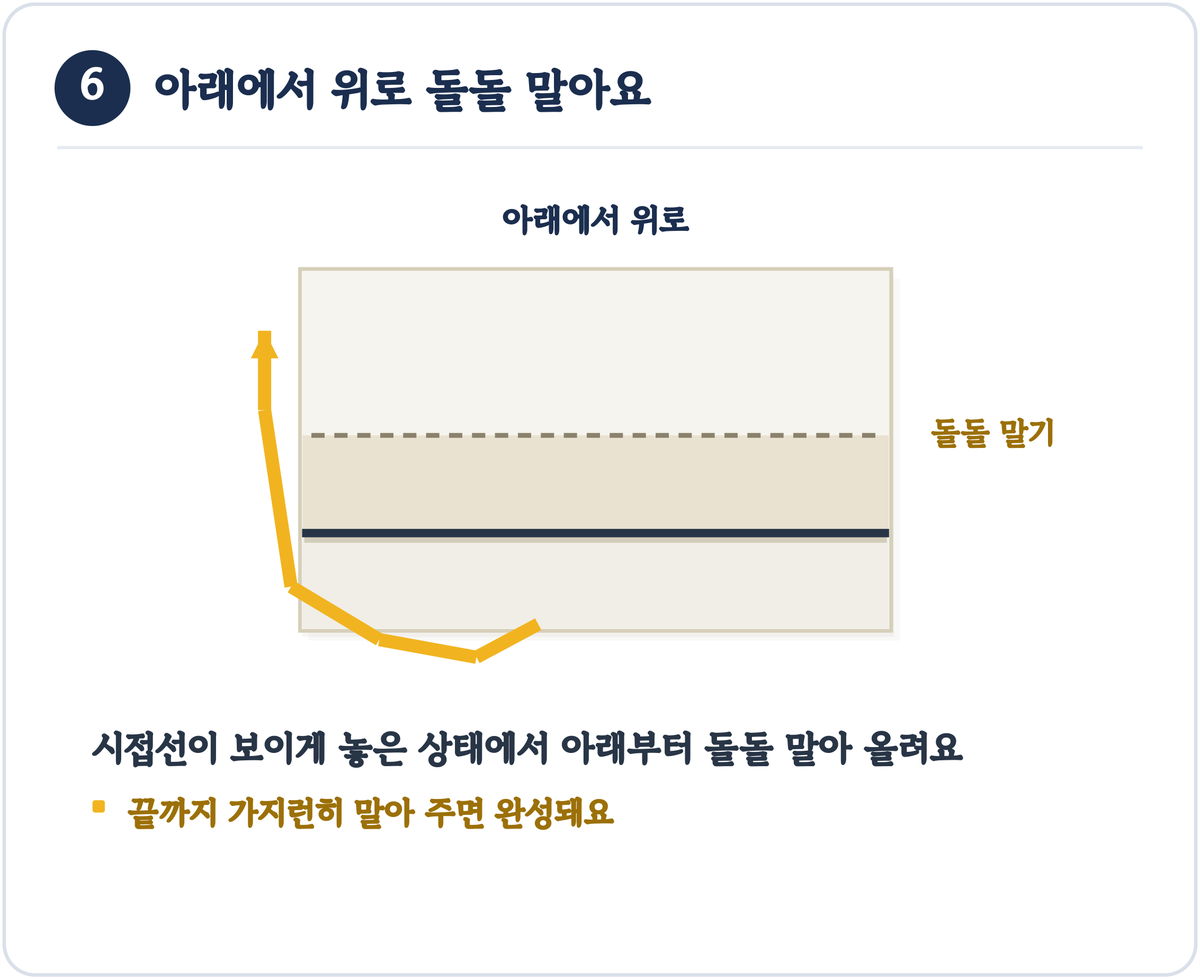 6 아래에서 위로 돌돌 말아요
아래에서 위로
돌돌 말기
시접선이 보이게 놓은 상태에서 아래부터 돌돌 말아 올려요
끝까지 가지런히 말아 주면 완성돼요